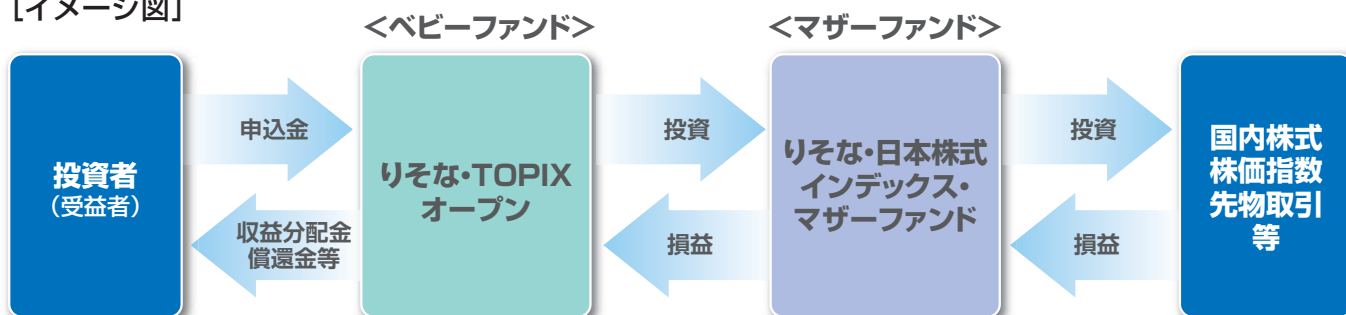 ［イメージ図］
＜ベビーファンド＞
＜マザーファンド＞
投資者
（受益者）
申込金
収益分配金
償還金等
りそな・TOPIX
オープン
投資
損益
りそな・日本株式
インデックス・
マザーファンド
投資
損益
国内株式
株価指数
先物取引
等